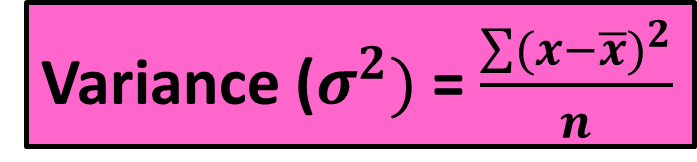 Variance (σ²) = ∑(x−x̅)²
n